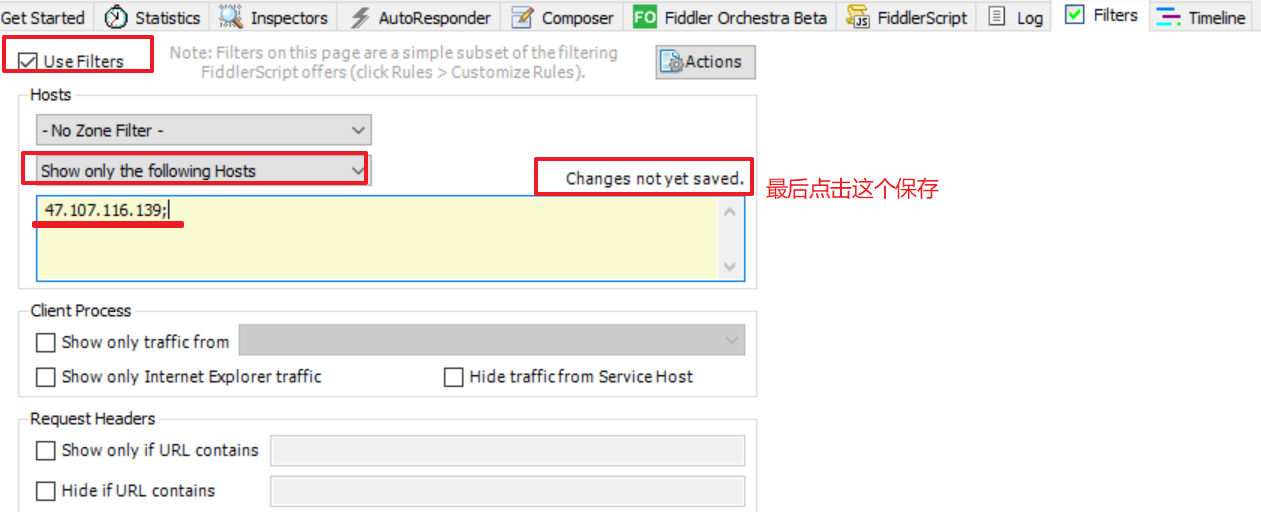 Get Started Statistics Inspectors AutoResponder Composer FO Fiddler Orchestra Beta JS FiddlerScript Log Filters Timeline
Use Filters
Note: Filters on this page are a simple subset of the filtering
FiddlerScript offers (click Rules > Customize Rules).
Actions
Hosts
- No Zone Filter -
Show only the following Hosts
Changes not yet saved.
最后点击这个保存
47.107.116.139;
Client Process
Show only traffic from
Show only Internet Explorer traffic Hide traffic from Service Host
Request Headers
Show only if URL contains
Hide if URL contains